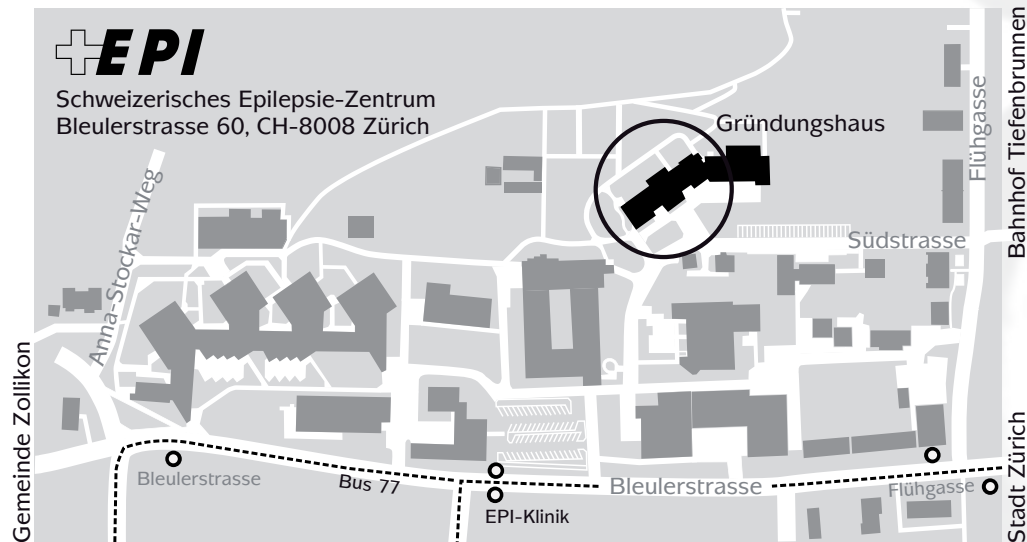 EPI
Schweizerisches Epilepsie-Zentrum
Bleulerstrasse 60, CH-8008 Zürich
Gründungshaus
Bahnhof Tiefenbrunnen
Flühgasse
Anna-Stockar-Weg
Südstrasse
Gemeinde Zollikon
Stadt Zürich
Bleulerstrasse
Bus 77
Bleulerstrasse
Flühgasse
EPI-Klinik